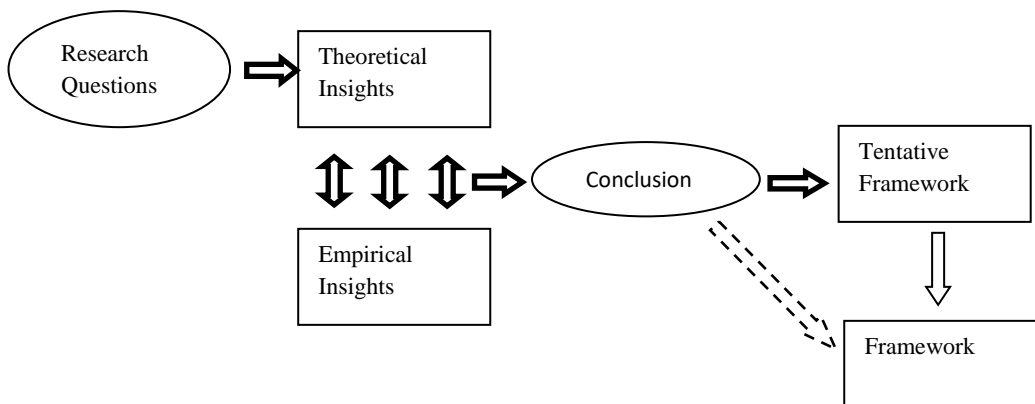 Research
Questions
Theoretical
Insights
Empirical
Insights
Conclusion
Tentative
Framework
Framework